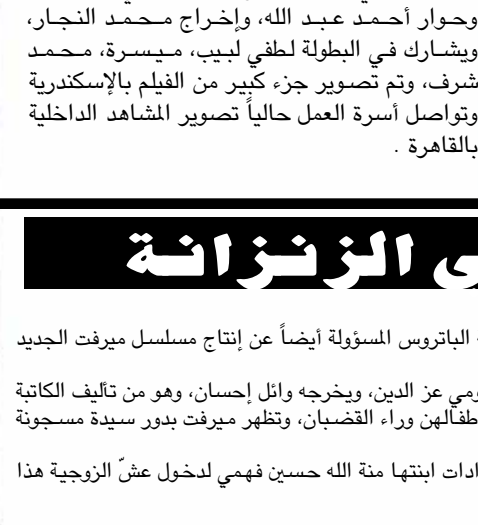 وحوار أحمد عبد الله، وإخراج محمد النجار،
ويشارك في البطولة لطفي لبيب، ميسرة، محمد
شرف، وتم تصوير جزء كبير من الفيلم بالإسكندرية
وتواصل أسرة العمل حالياً تصوير المشاهد الداخلية
بالقاهرة .
الزنزانة
الباتروس المسؤولة أيضاً عن إنتاج مسلسل ميرفت الجديد
ومي عز الدين، ويخرجه وائل إحسان، وهو من تأليف الكاتبة
طفالهن وراء القضبان، وتظهر ميرفت بدور سيدة مسجونة
ادات ابنتها منة الله حسين فهمي لدخول عشّ الزوجية هذا